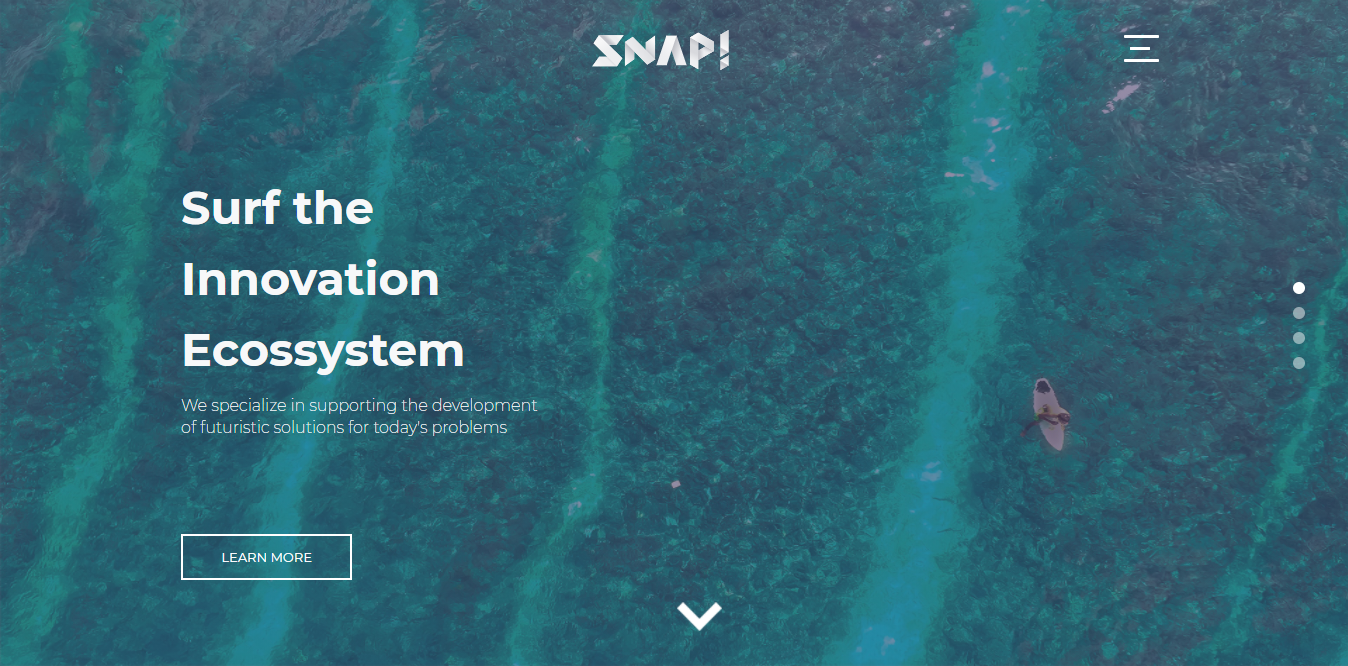 SNAP!
Surf the
Innovation
Ecossystem
We specialize in supporting the development
of futuristic solutions for today's problems
LEARN MORE